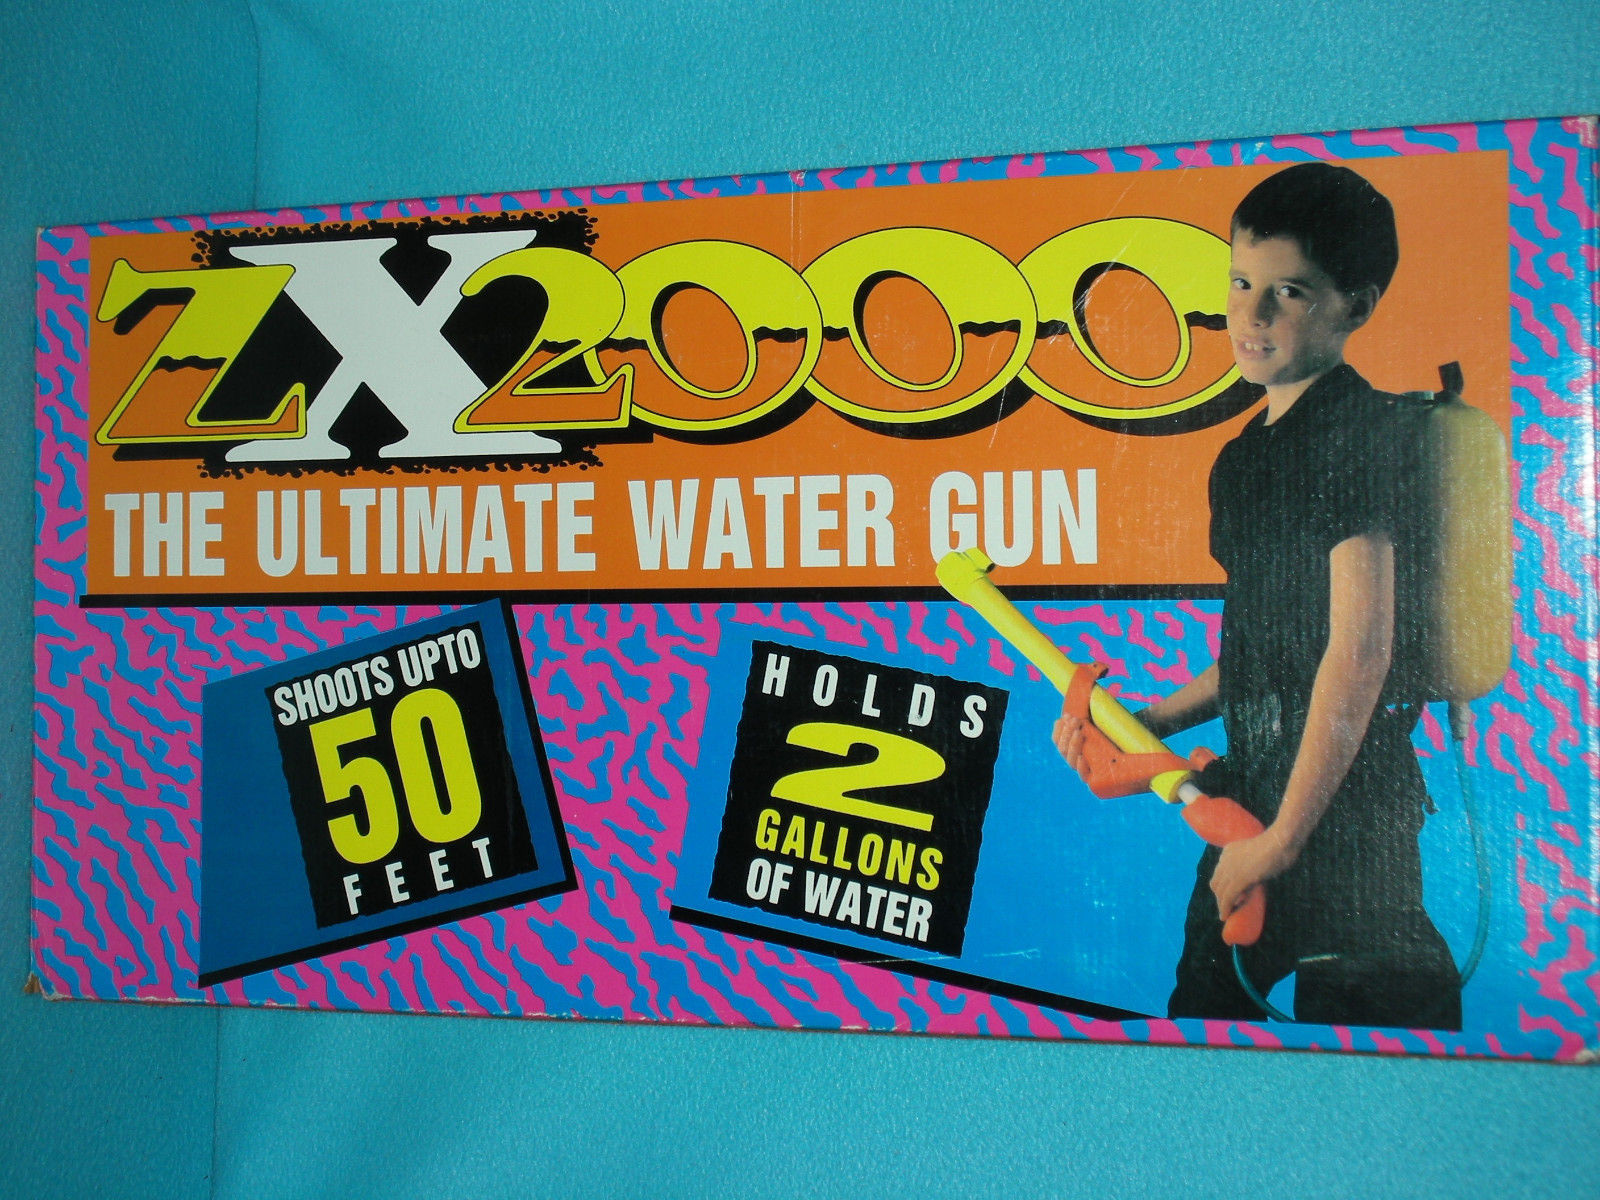 ZX2000
THE ULTIMATE WATER GUN
SHOOTS UPTO
50
FEET
HOLDS
2
GALLONS
OF WATER